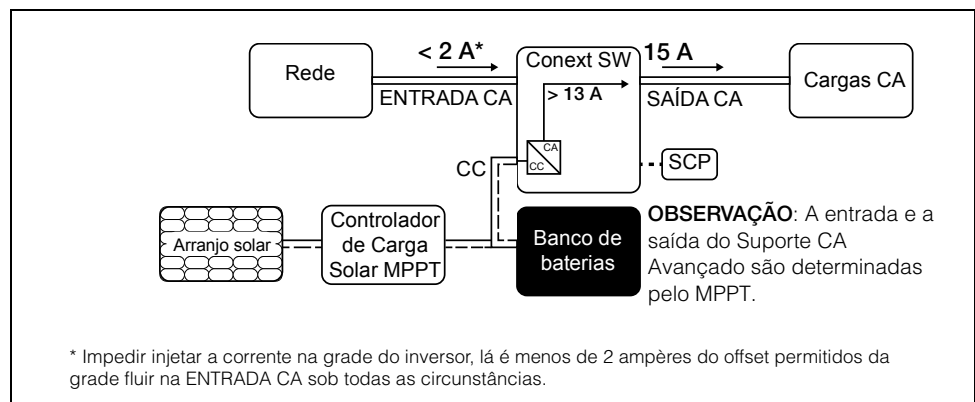 < 2 A*
Conext SW
15 A
Rede
ENTRADA CA
> 13 A
SAÍDA CA
Cargas CA
CA
CC
CC
SCP
Arranjo solar
Controlador
de Carga
Solar MPPT
Banco de
baterias
OBSERVAÇÃO: A entrada e a
saída do Suporte CA
Avançado são determinadas
pelo MPPT.
* Impedir injetar a corrente na grade do inversor, lá é menos de 2 ampères do offset permitidos da
grade fluir na ENTRADA CA sob todas as circunstâncias.